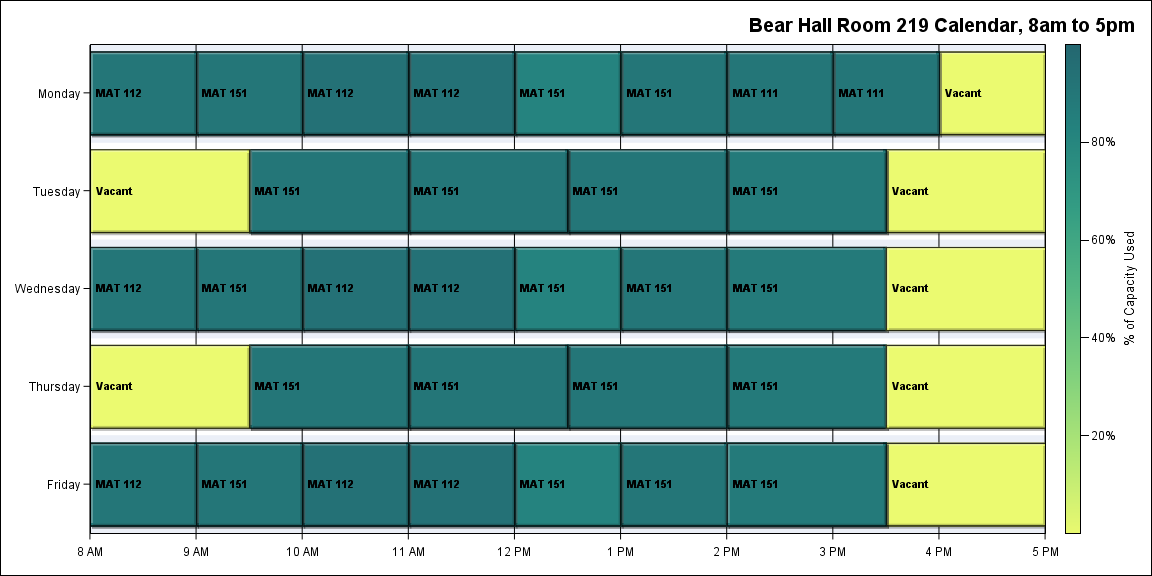 Bear Hall Room 219 Calendar, 8am to 5pm
Monday
MAT 112
MAT 151
MAT 112
MAT 112
MAT 151
MAT 151
MAT 111
MAT 111
Vacant
Tuesday
Vacant
MAT 151
MAT 151
MAT 151
MAT 151
Vacant
Wednesday
MAT 112
MAT 151
MAT 112
MAT 112
MAT 151
MAT 151
MAT 151
Vacant
Thursday
Vacant
MAT 151
MAT 151
MAT 151
MAT 151
Vacant
Friday
MAT 112
MAT 151
MAT 112
MAT 112
MAT 151
MAT 151
MAT 151
Vacant
8 AM
9 AM
10 AM
11 AM
12 PM
1 PM
2 PM
3 PM
4 PM
5 PM
80%
60%
40%
20%
% of Capacity Used